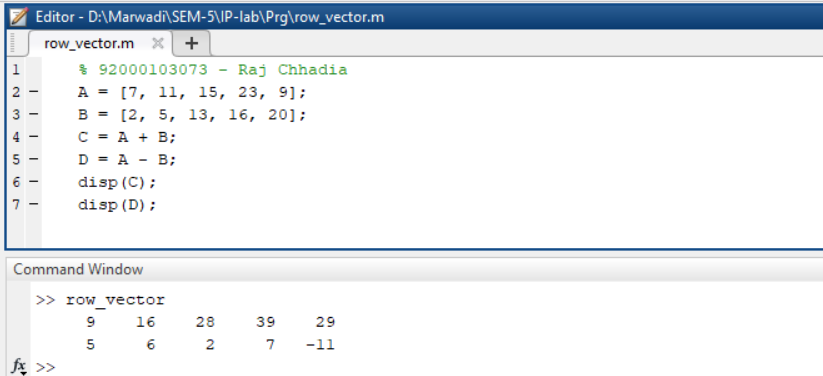 Editor - D:\Marwadi\SEM-5\IP-lab\Prg\row_vector.m
row_vector.m × +
1 % 92000103073 - Raj Chhadia
2 - A = [7, 11, 15, 23, 9];
3 - B = [2, 5, 13, 16, 20];
4 - C = A + B;
5 - D = A - B;
6 - disp(C);
7 - disp(D);
Command Window
>> row_vector
9 16 28 39 29
5 6 2 7 -11
fx >>